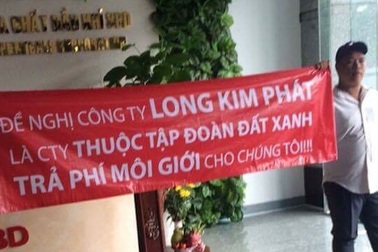 ĐỀ NGHỊ CÔNG TY LONG KIM PHÁT
LÀ CTY THUỘC TẬP ĐOÀN ĐẤT XANH
TRẢ PHÍ MÔI GIỚI CHO CHÚNG TÔI!!!!
BD